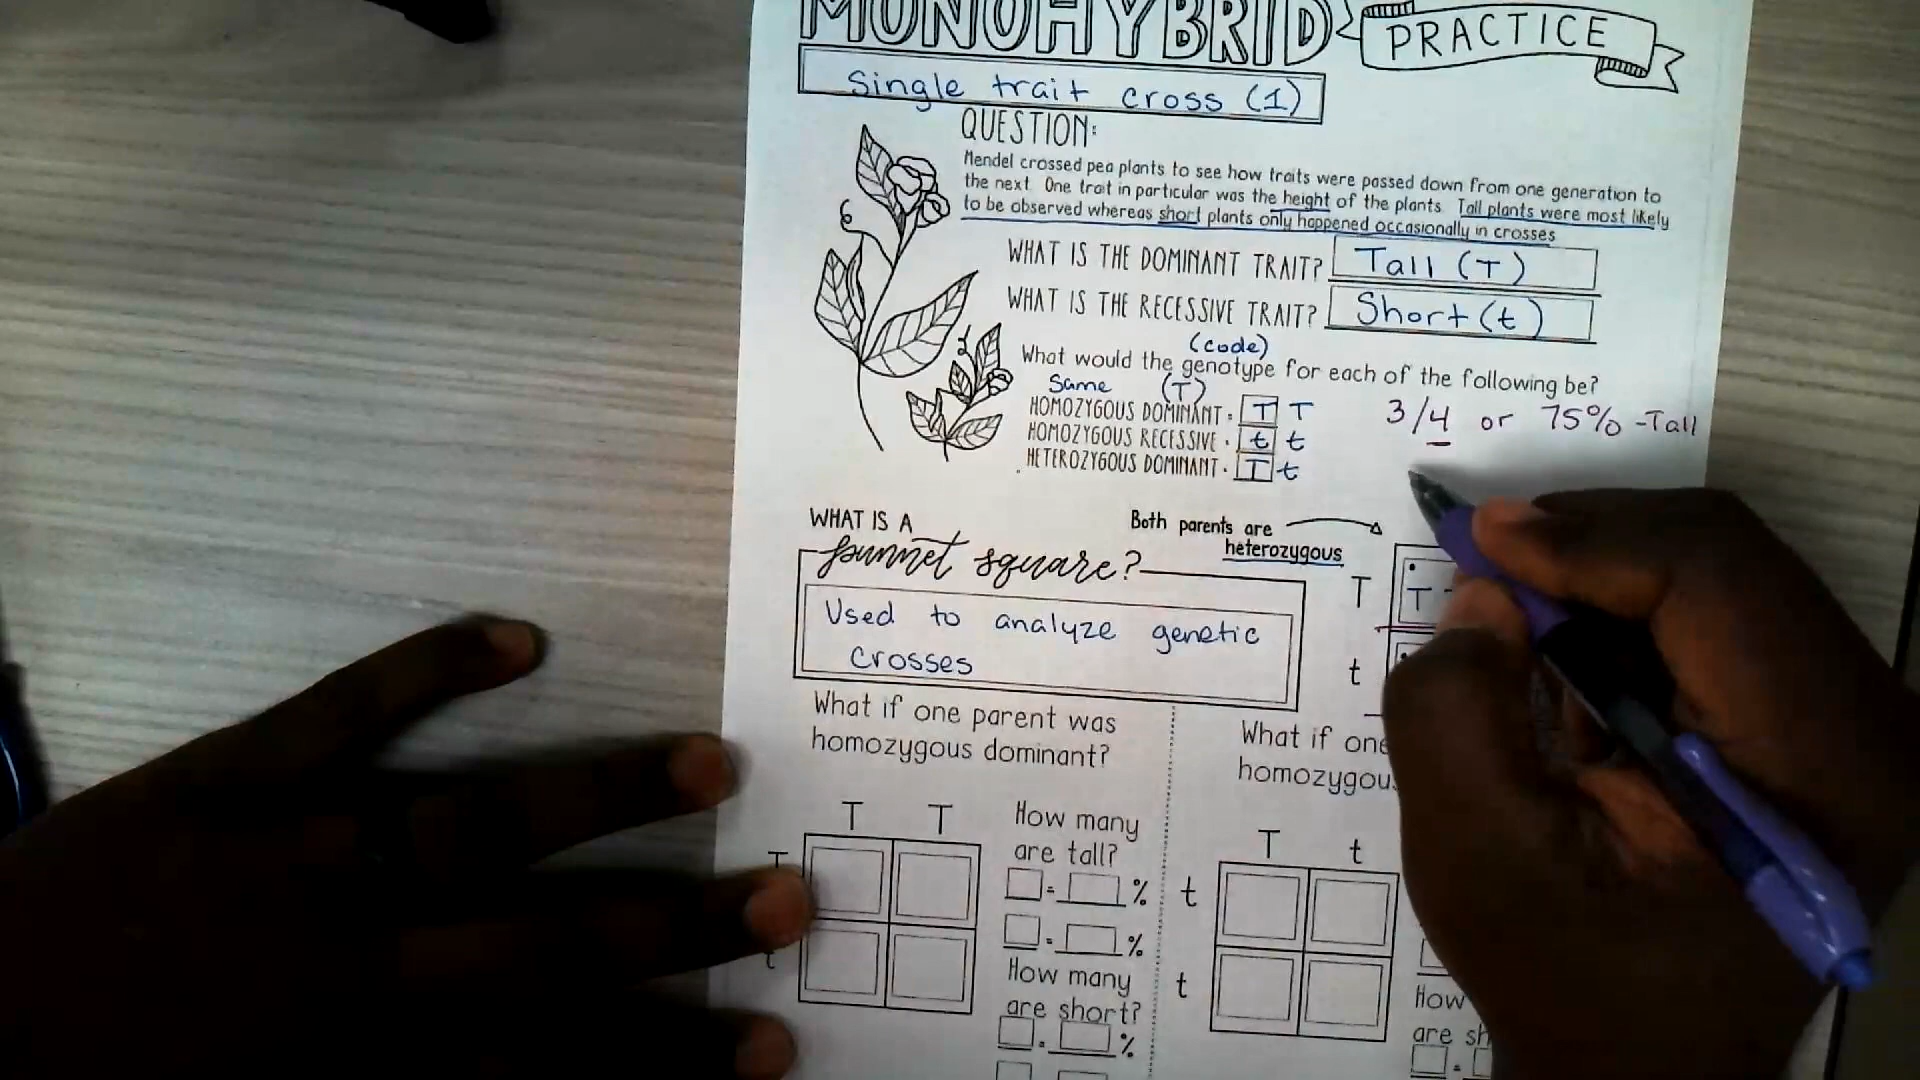 MONOHYBRID PRACTICE
Single trait cross (1)
QUESTION:
Mendel crossed pea plants to see how traits were passed down from one generation to
the next. One trait in particular was the height of the plants. Tall plants were most likely
to be observed whereas short plants only happened occasionally in crosses
WHAT IS THE DOMINANT TRAIT? Tall (T)
WHAT IS THE RECESSIVE TRAIT? Short (t)
(code)
What would the genotype for each of the following be?
Same (T)
HOMOZYGOUS DOMINANT = T T
HOMOZYGOUS RECESSIVE = t t
HETEROZYGOUS DOMINANT = T t
3/4 or 75% -Tall
WHAT IS A
punnet square?
Used to analyze genetic
crosses
Both parents are
heterozygous
T
T
t
What if one parent was
homozygous dominant?
T T
T
t
How many
are tall?
= %
= %
How many
are short?
= %
What if one
T t
t
t
How